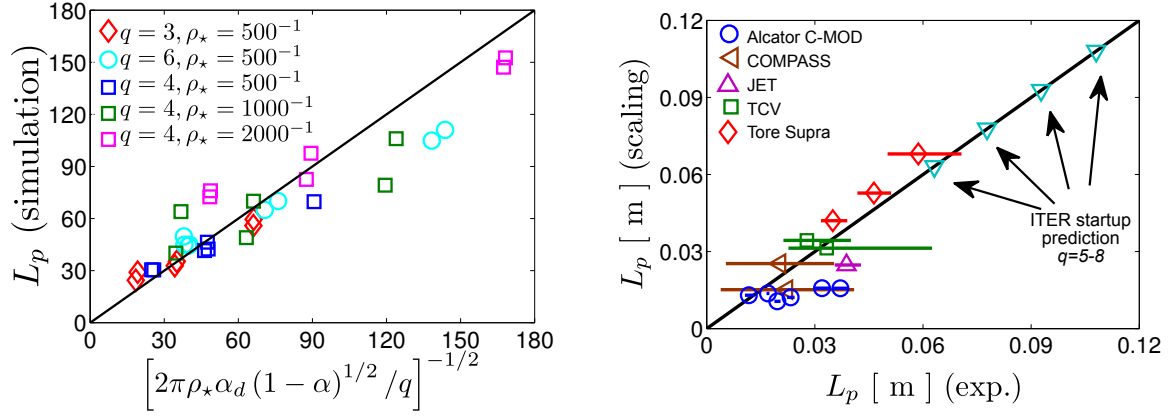 L_p (simulation)
180
150
120
90
60
30
0
q = 3, ρ⋆ = 500⁻¹
q = 6, ρ⋆ = 500⁻¹
q = 4, ρ⋆ = 500⁻¹
q = 4, ρ⋆ = 1000⁻¹
q = 4, ρ⋆ = 2000⁻¹
0 30 60 90 120 150 180
[2πρ⋆α_d (1 − α)^{1/2} /q]^{−1/2}
L_p [ m ] (scaling)
0.12
0.09
0.06
0.03
0
Alcator C-MOD
COMPASS
JET
TCV
Tore Supra
ITER startup
prediction
q=5-8
0 0.03 0.06 0.09 0.12
L_p [ m ] (exp.)